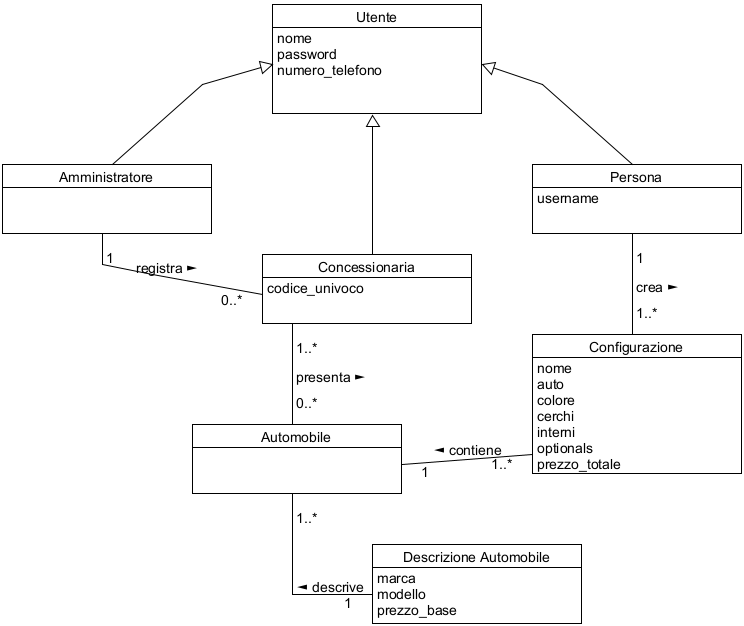 Utente
nome
password
numero_telefono
Amministratore
Persona
username
1
registra ►
0..*
Concessionaria
codice_univoco
1
crea ►
1..*
1..*
presenta ►
0..*
Configurazione
nome
auto
colore
cerchi
interni
optionals
prezzo_totale
Automobile
◄ contiene
1..*
1
1..*
Descrizione Automobile
marca
modello
prezzo_base
◄ descrive
1